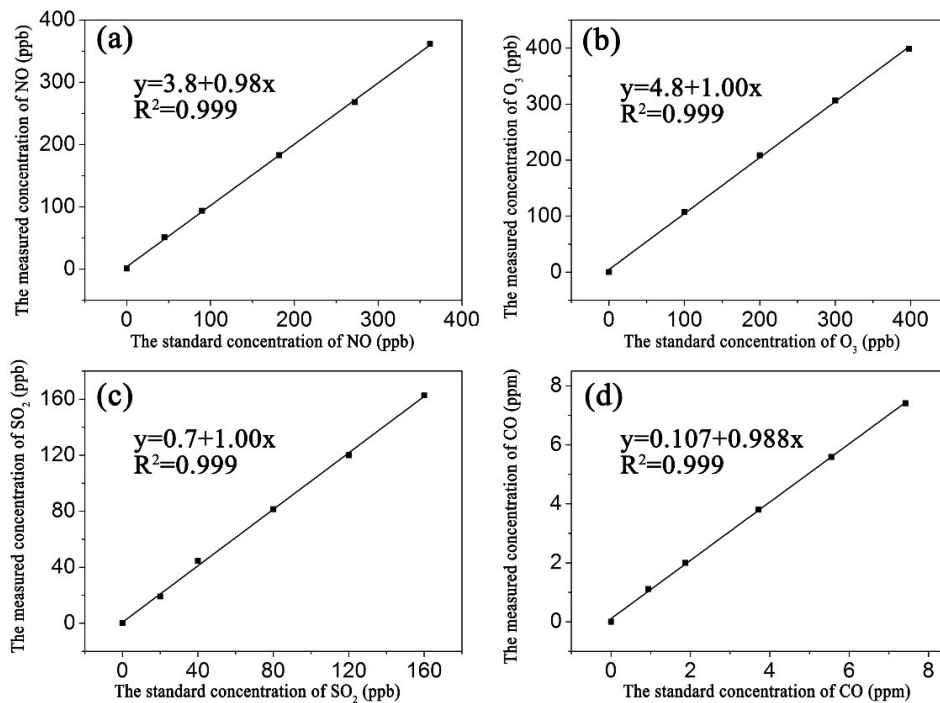 (a)
y=3.8+0.98x
R²=0.999
The measured concentration of NO (ppb)
400
300
200
100
0
0 100 200 300 400
The standard concentration of NO (ppb)
(b)
y=4.8+1.00x
R²=0.999
The measured concentration of O₃ (ppb)
400
300
200
100
0
0 100 200 300 400
The standard concentration of O₃ (ppb)
(c)
y=0.7+1.00x
R²=0.999
The measured concentration of SO₂ (ppb)
160
120
80
40
0
0 40 80 120 160
The standard concentration of SO₂ (ppb)
(d)
y=0.107+0.988x
R²=0.999
The measured concentration of CO (ppm)
8
6
4
2
0
0 2 4 6 8
The standard concentration of CO (ppm)